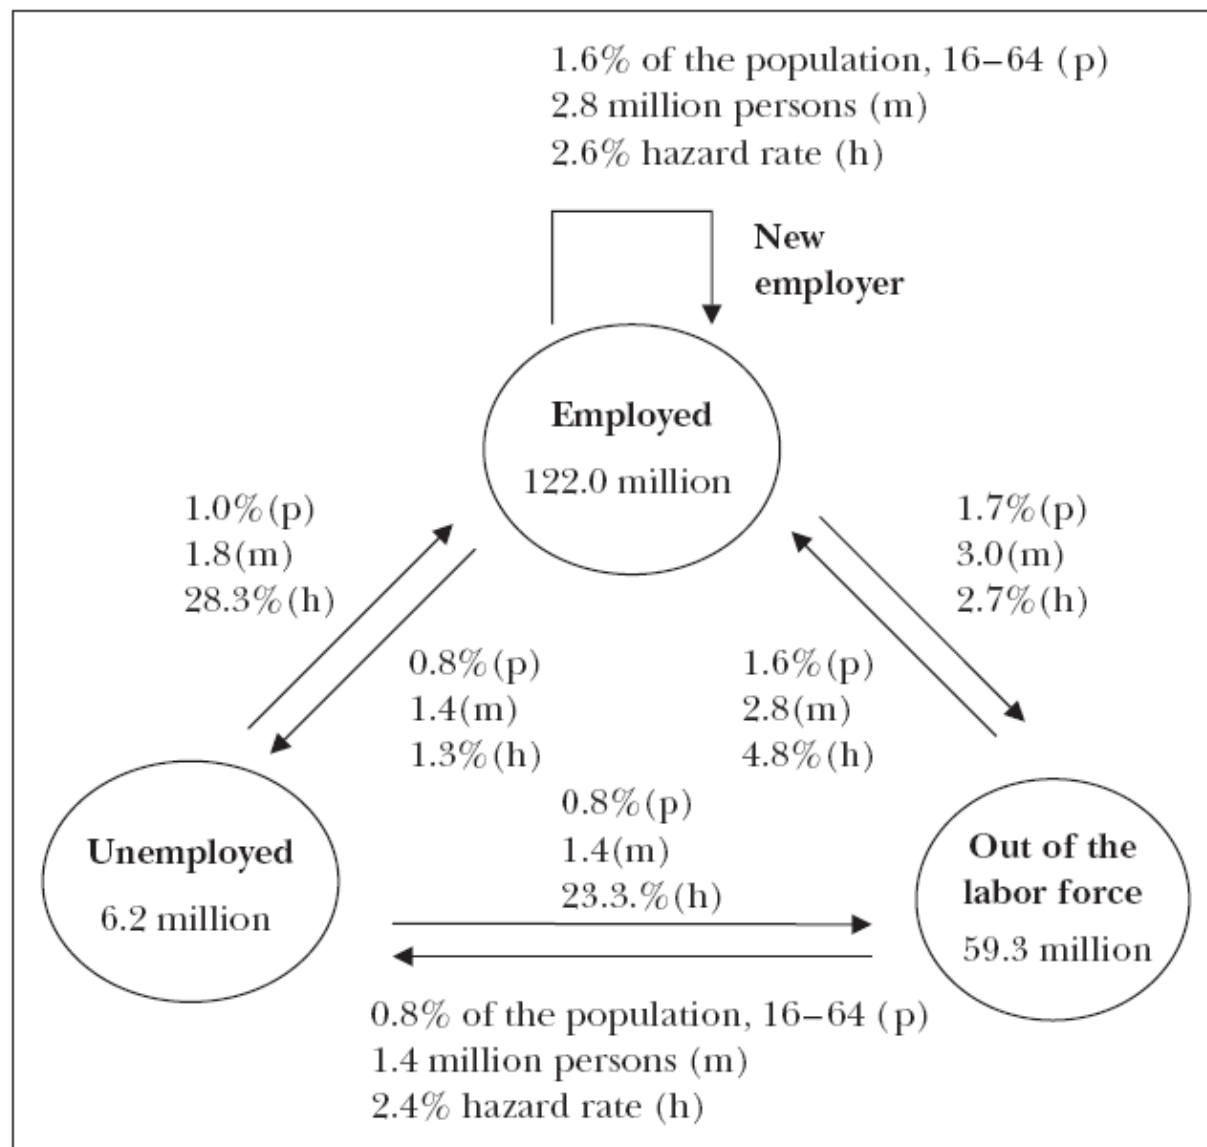 1.6% of the population, 16–64 (p)
2.8 million persons (m)
2.6% hazard rate (h)
New
employer
Employed
122.0 million
1.0%(p)
1.8(m)
28.3%(h)
1.7%(p)
3.0(m)
2.7%(h)
0.8%(p)
1.4(m)
1.3%(h)
1.6%(p)
2.8(m)
4.8%(h)
0.8%(p)
1.4(m)
23.3.%(h)
Unemployed
6.2 million
Out of the
labor force
59.3 million
0.8% of the population, 16–64 (p)
1.4 million persons (m)
2.4% hazard rate (h)